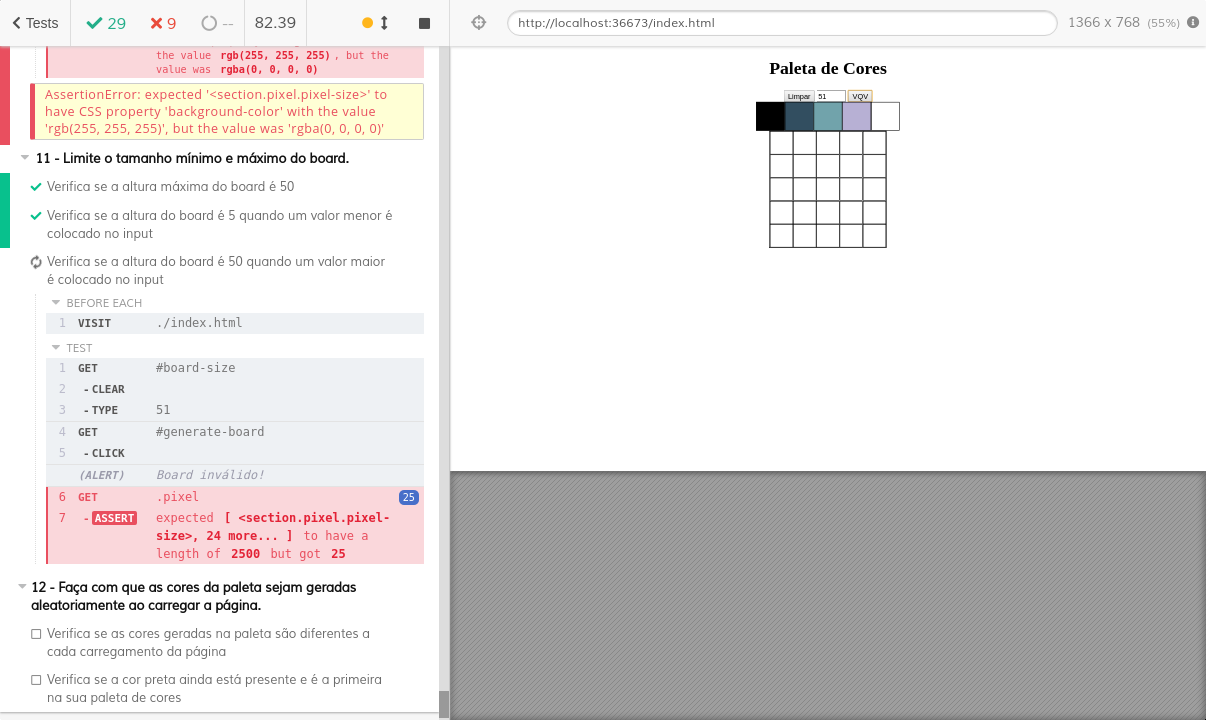 Tests 29 9 -- 82.39 http://localhost:36673/index.html 1366 x 768 (55%)
the value rgb(255, 255, 255) , but the
value was rgba(0, 0, 0, 0)
AssertionError: expected '<section.pixel.pixel-size>' to
have CSS property 'background-color' with the value
'rgb(255, 255, 255)', but the value was 'rgba(0, 0, 0, 0)'
11 - Limite o tamanho mínimo e máximo do board.
Verifica se a altura máxima do board é 50
Verifica se a altura do board é 5 quando um valor menor é
colocado no input
Verifica se a altura do board é 50 quando um valor maior
é colocado no input
BEFORE EACH
1 VISIT ./index.html
TEST
1 GET #board-size
2 - CLEAR
3 - TYPE 51
4 GET #generate-board
5 - CLICK
(ALERT) Board inválido!
6 GET .pixel 25
7 - ASSERT expected [ <section.pixel.pixel-
size>, 24 more... ] to have a
length of 2500 but got 25
12 - Faça com que as cores da paleta sejam geradas
aleatoriamente ao carregar a página.
Verifica se as cores geradas na paleta são diferentes a
cada carregamento da página
Verifica se a cor preta ainda está presente e é a primeira
na sua paleta de cores
Paleta de Cores
Limpar 51 VQV